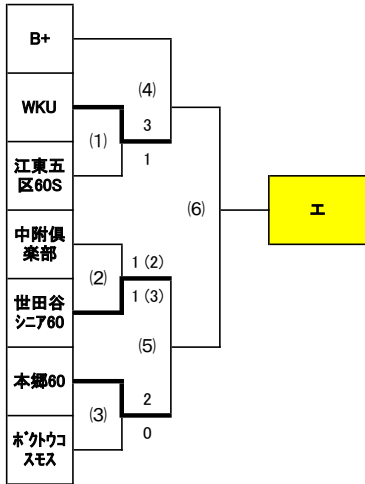 B+
(4)
WKU
3
(1)
1
江東五
区60S
(6)
エ
中附倶
楽部
1 (2)
(2)
1 (3)
世田谷
シニア60
(5)
本郷60
2
(3)
0
ボクトウコ
スモス